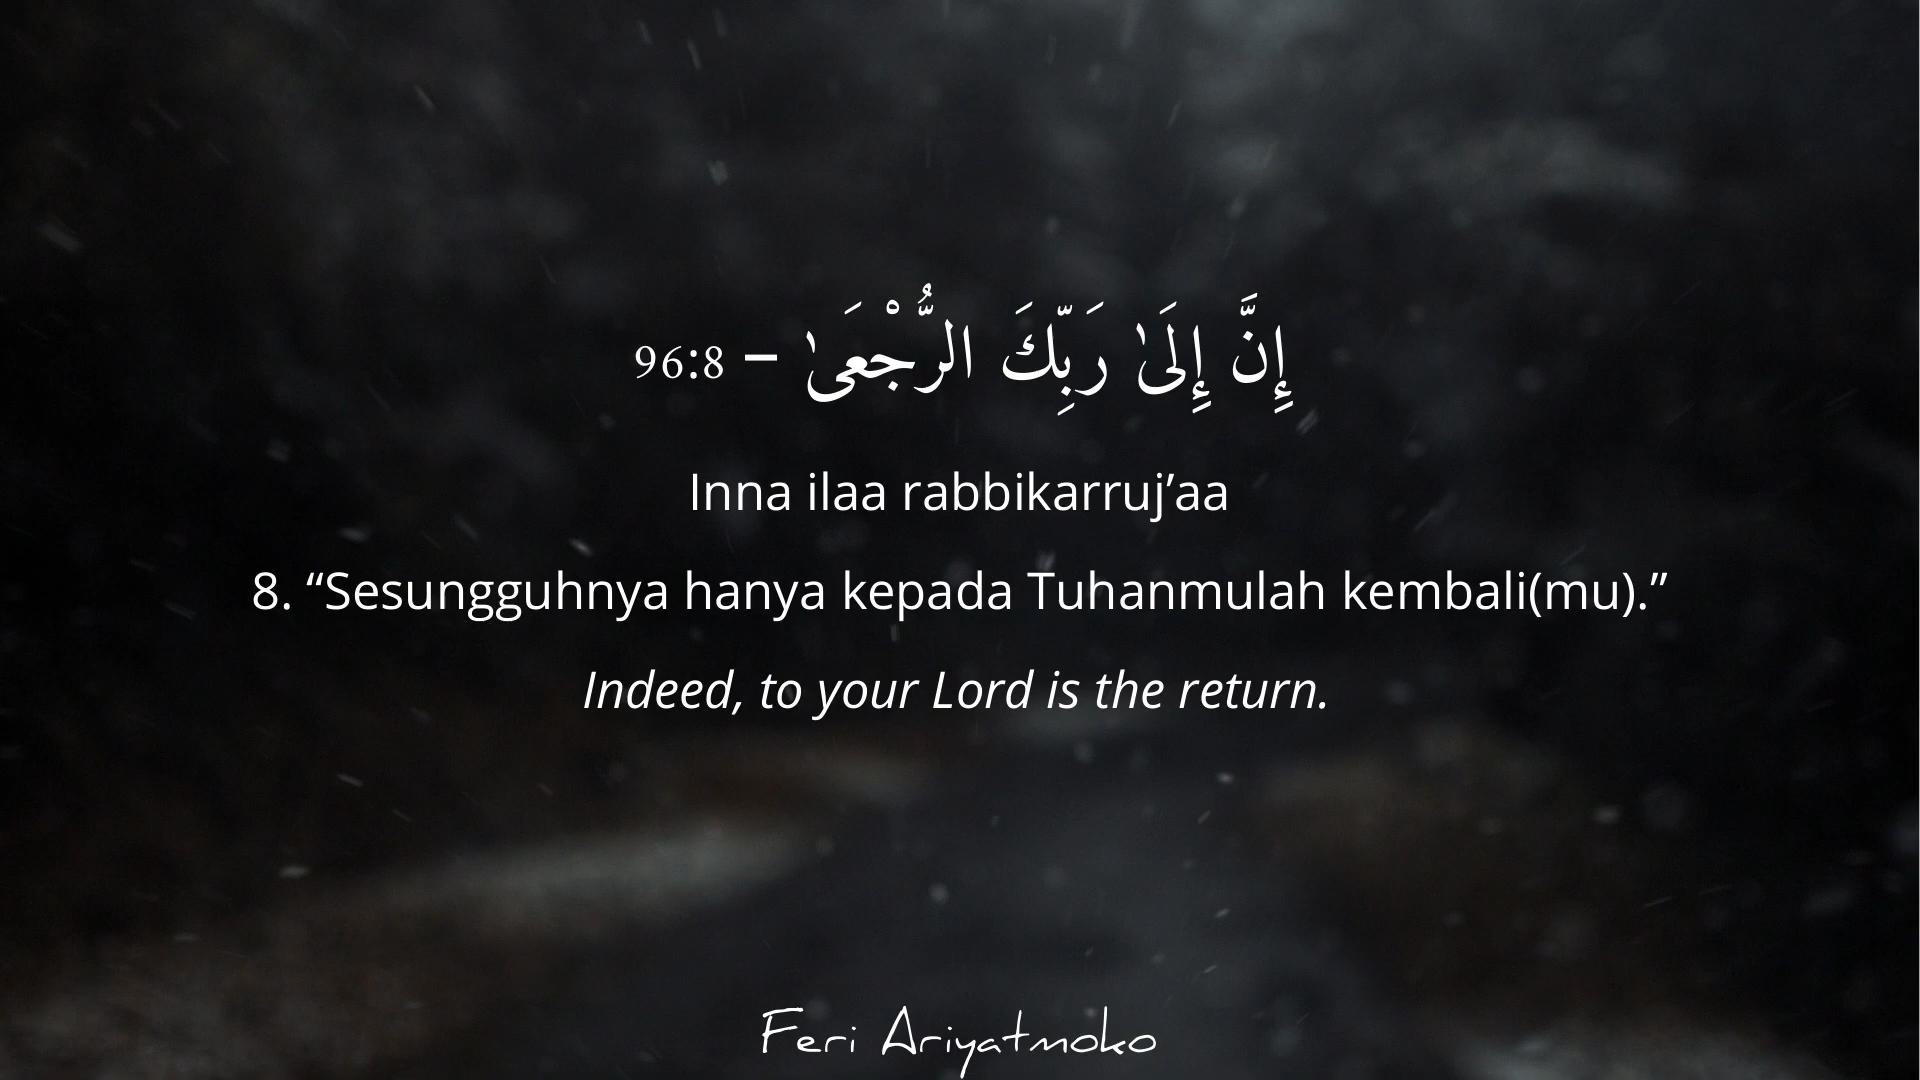 إِنَّ إِلَىٰ رَبِّكَ الرُّجْعَىٰ – 96:8
Inna ilaa rabbikarruj’aa
8. “Sesungguhnya hanya kepada Tuhanmulah kembali(mu).”
Indeed, to your Lord is the return.
Feri Ariyatmoko